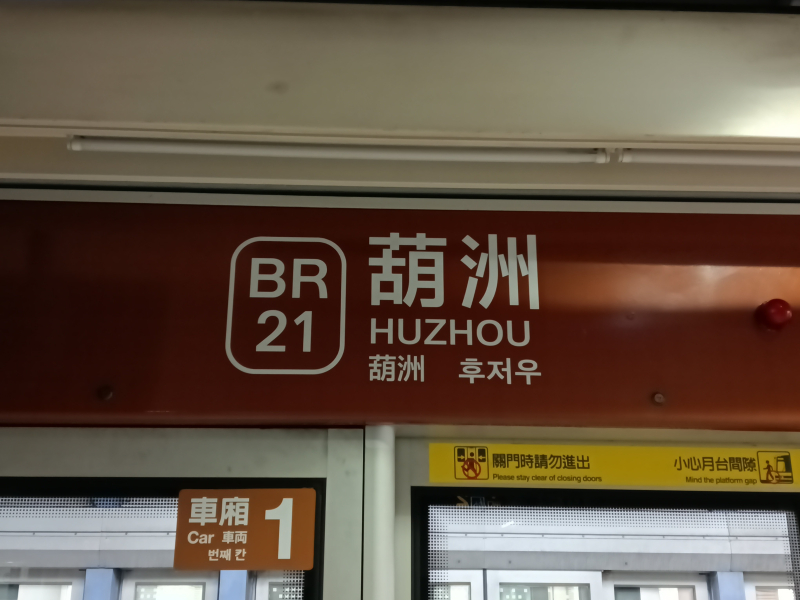 BR
21
葫洲
HUZHOU
葫洲 후저우
關門時請勿進出
Please stay clear of closing doors
小心月台間隙
Mind the platform gap
車廂
Car 車両
번째 칸
1